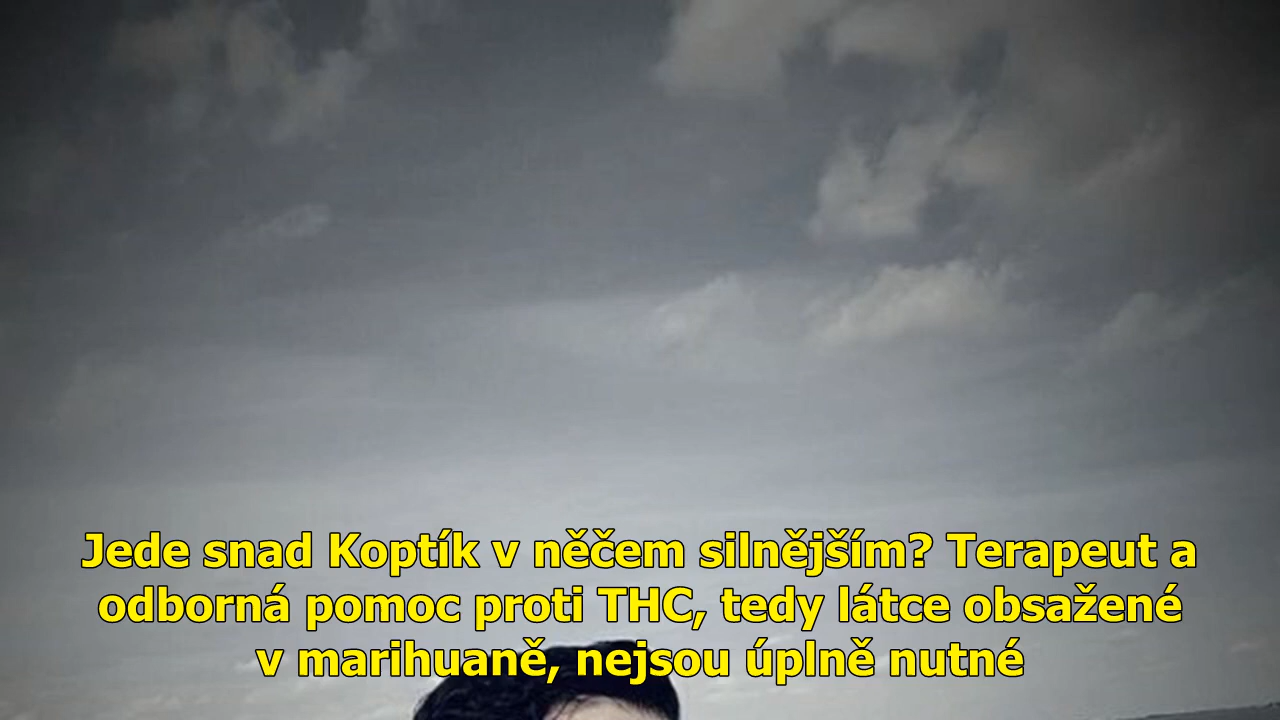 Jede snad Koptík v něčem silnějším? Terapeut a
odborná pomoc proti THC, tedy látce obsažené
v marihuaně, nejsou úplně nutné